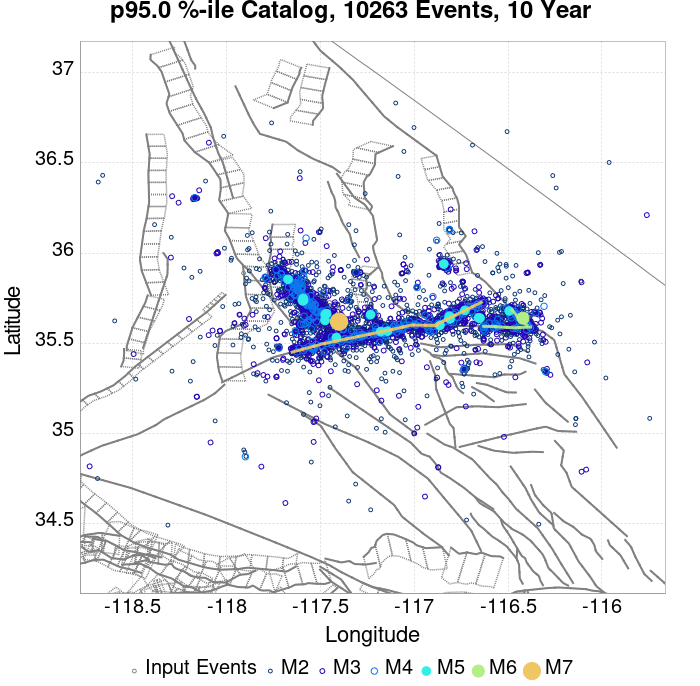 p95.0 %-ile Catalog, 10263 Events, 10 Year
37
36.5
36
35.5
35
34.5
Latitude
-118.5
-118
-117.5
-117
-116.5
-116
Longitude
Input Events
M2
M3
M4
M5
M6
M7